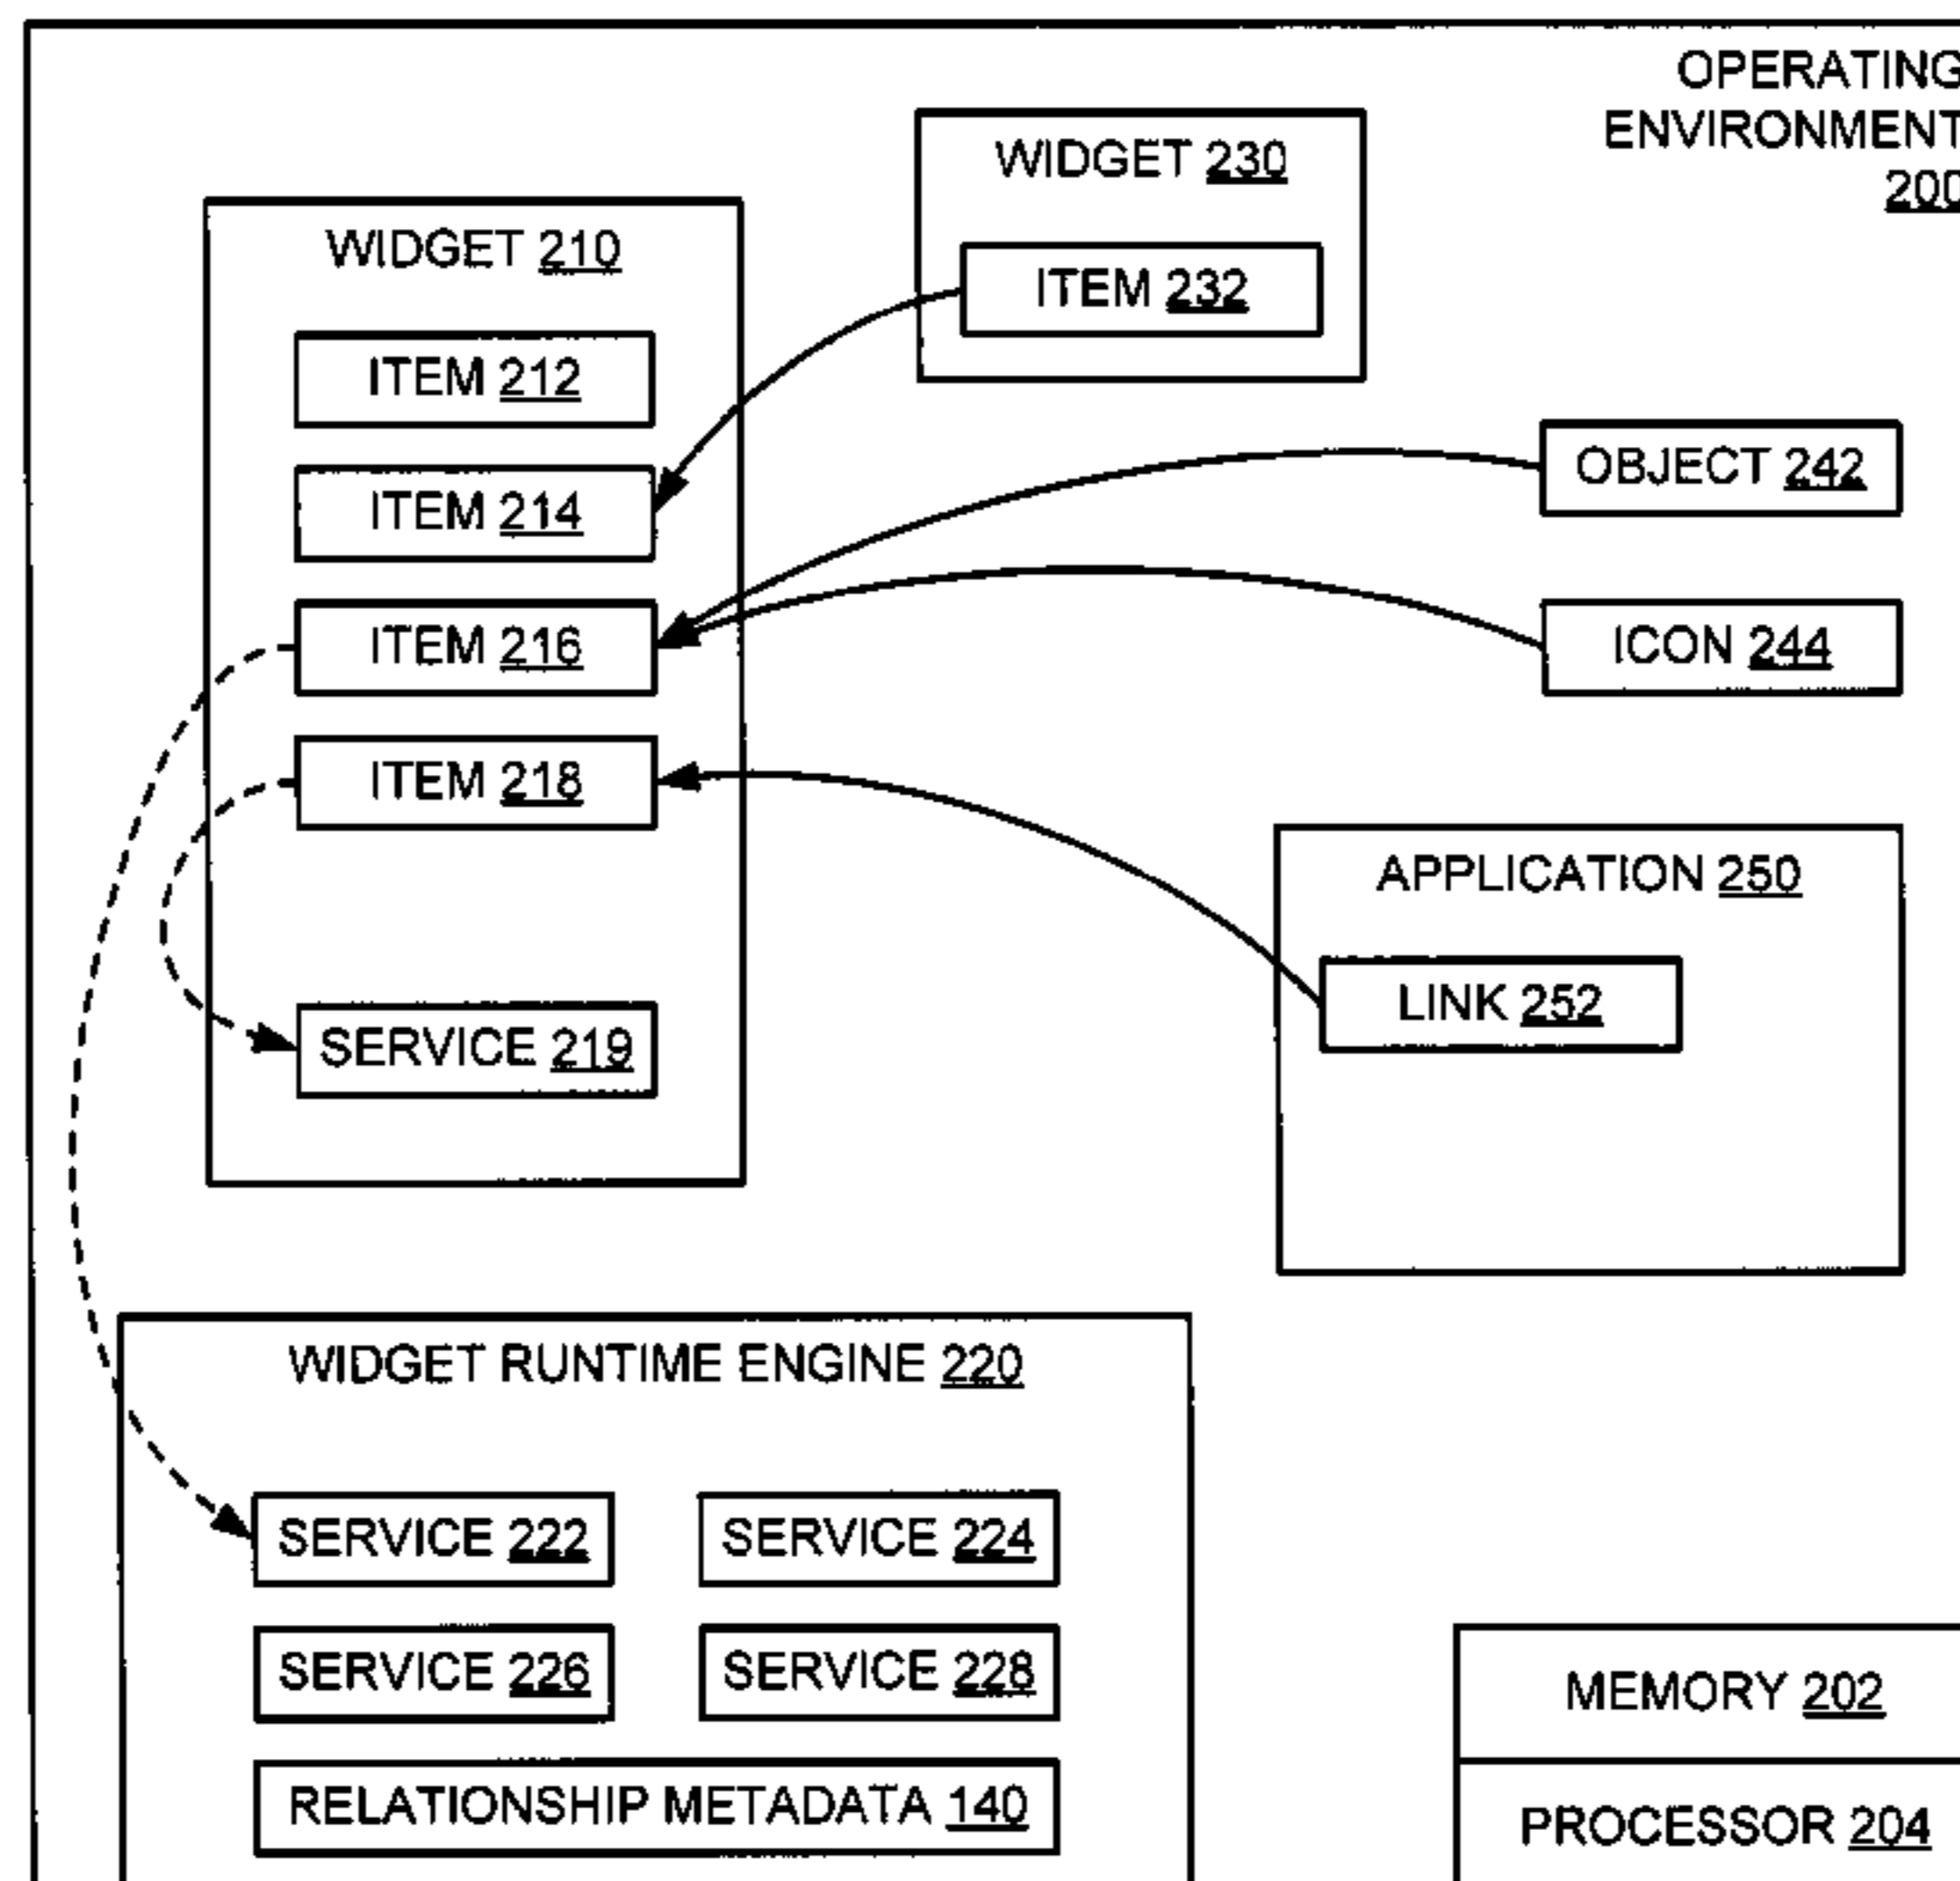 OPERATING
ENVIRONMENT
200
WIDGET 230
ITEM 232
WIDGET 210
ITEM 212
ITEM 214
ITEM 216
ITEM 218
SERVICE 219
OBJECT 242
ICON 244
APPLICATION 250
LINK 252
WIDGET RUNTIME ENGINE 220
SERVICE 222
SERVICE 224
SERVICE 226
SERVICE 228
RELATIONSHIP METADATA 140
MEMORY 202
PROCESSOR 204